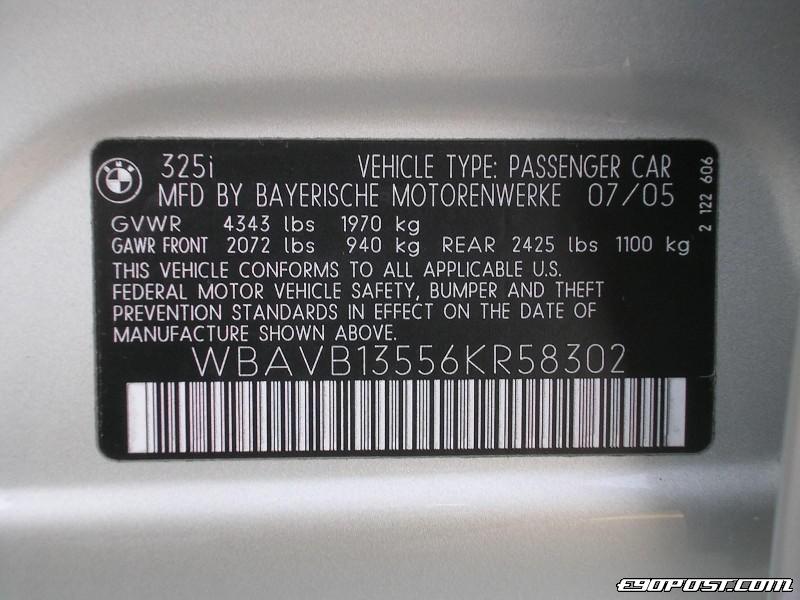 BMW
325i VEHICLE TYPE: PASSENGER CAR
MFD BY BAYERISCHE MOTORENWERKE 07/05
GVWR 4343 lbs 1970 kg
GAWR FRONT 2072 lbs 940 kg REAR 2425 lbs 1100 kg
THIS VEHICLE CONFORMS TO ALL APPLICABLE U.S.
FEDERAL MOTOR VEHICLE SAFETY, BUMPER AND THEFT
PREVENTION STANDARDS IN EFFECT ON THE DATE OF
MANUFACTURE SHOWN ABOVE.
WBAVB13556KR58302
2 122 606
E90POST.COM